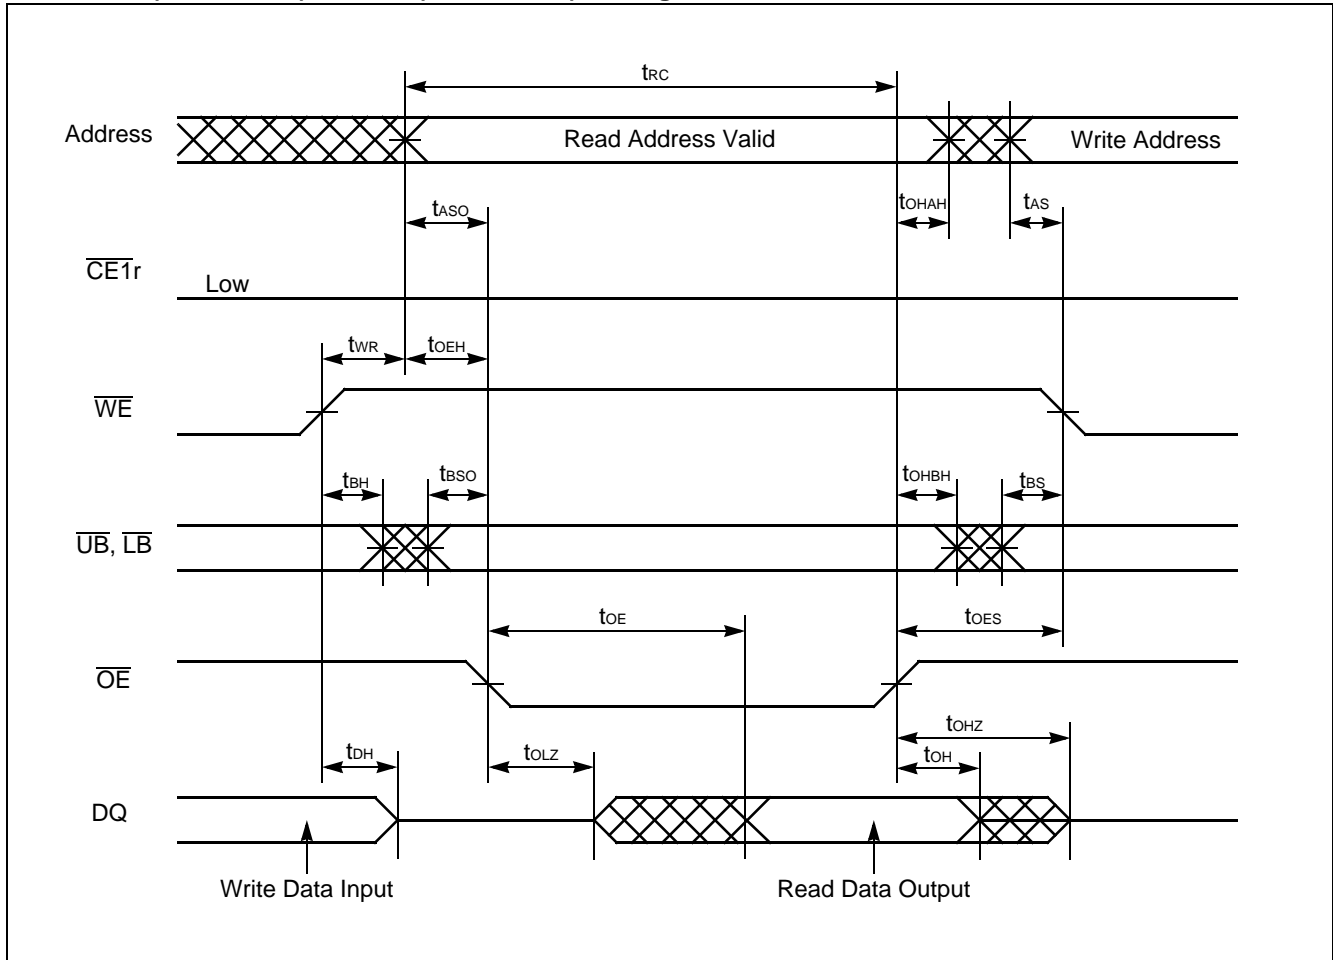 tRC
Address
Read Address Valid
Write Address
tASO
tOHAH
tAS
CE1r
Low
tWR
tOEH
WE
tBH
tBSO
tOHBH
tBS
UB, LB
tOE
tOES
OE
tOHZ
tDH
tOLZ
tOH
DQ
Write Data Input
Read Data Output